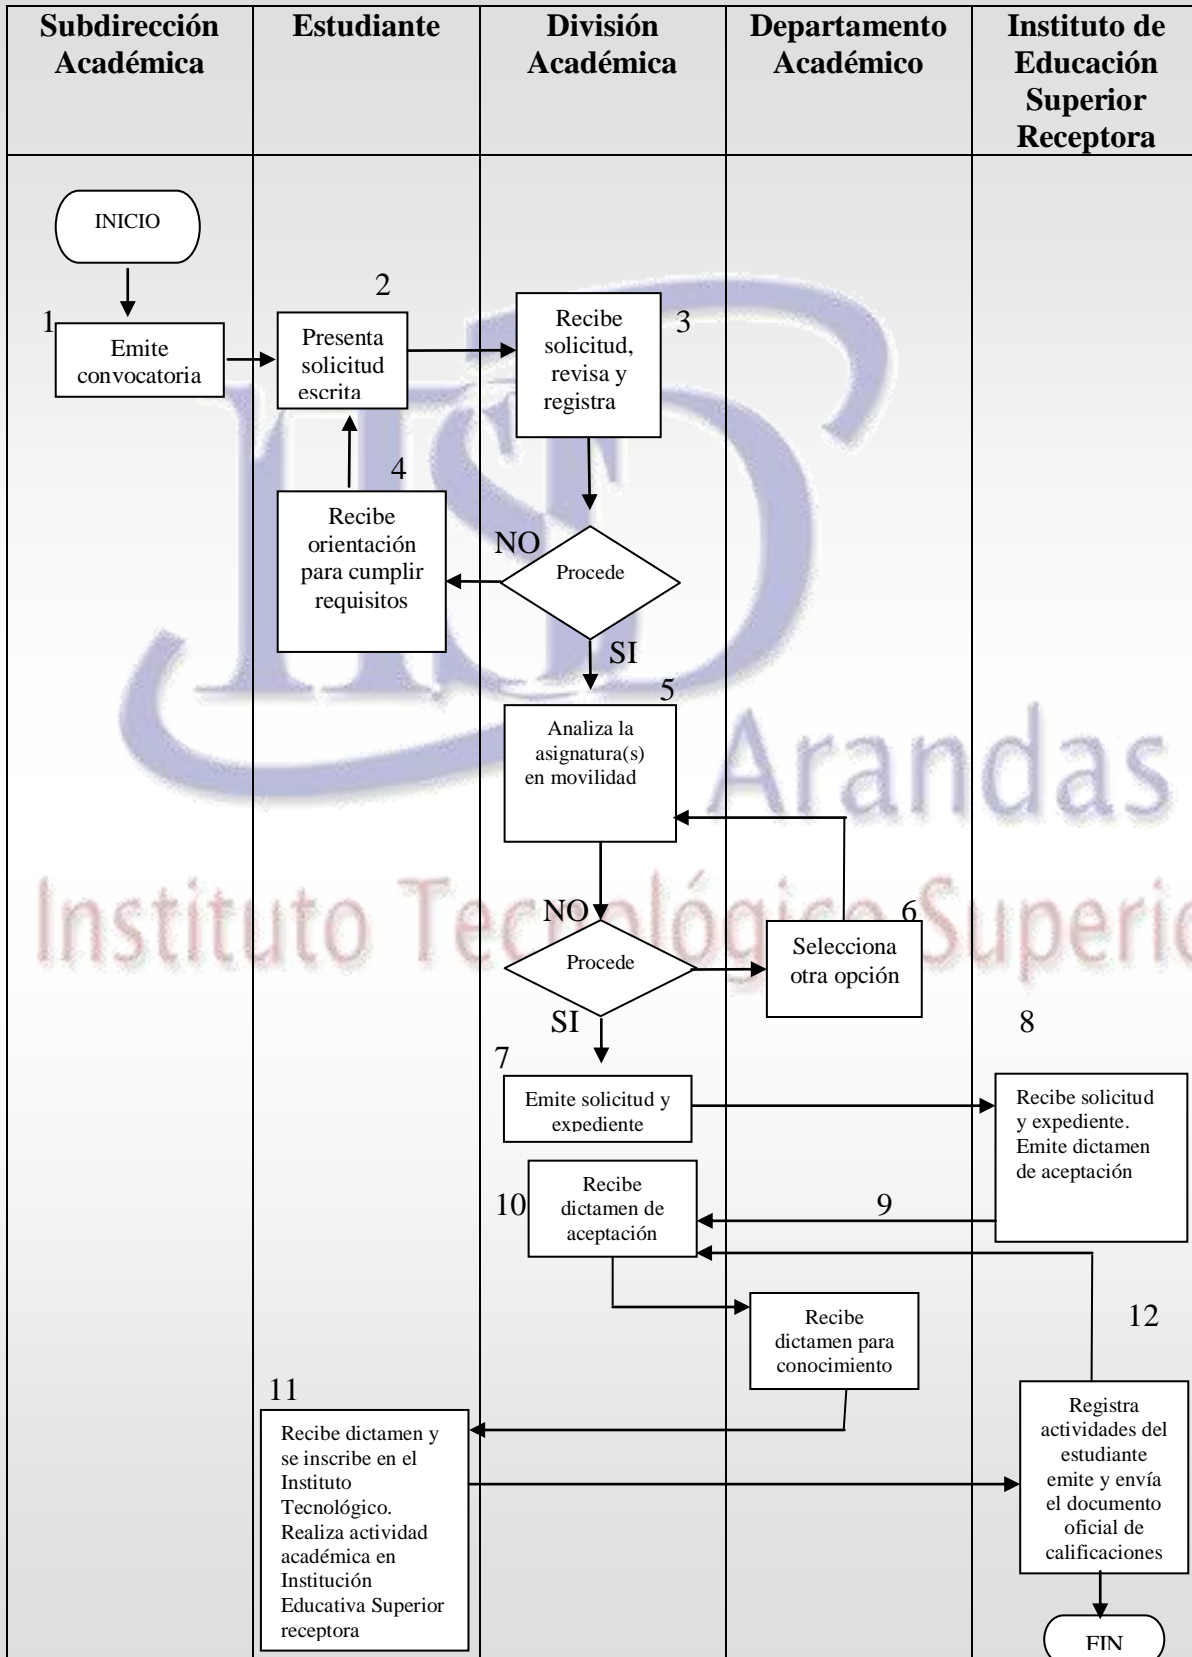 Subdirección
Académica
Estudiante
División
Académica
Departamento
Académico
Instituto de
Educación
Superior
Receptora
INICIO
1
Emite
convocatoria
2
Presenta
solicitud
escrita
3
Recibe
solicitud,
revisa y
registra
4
Recibe
orientación
para cumplir
requisitos
NO
Procede
SI
5
Analiza la
asignatura(s)
en movilidad
Arandas
Instituto Tecnológico Superio
NO
Procede
SI
6
Selecciona
otra opción
7
Emite solicitud y
expediente
8
Recibe solicitud
y expediente.
Emite dictamen
de aceptación
9
10
Recibe
dictamen de
aceptación
Recibe
dictamen para
conocimiento
11
Recibe dictamen y
se inscribe en el
Instituto
Tecnológico.
Realiza actividad
académica en
Institución
Educativa Superior
receptora
12
Registra
actividades del
estudiante
emite y envía
el documento
oficial de
calificaciones
FIN